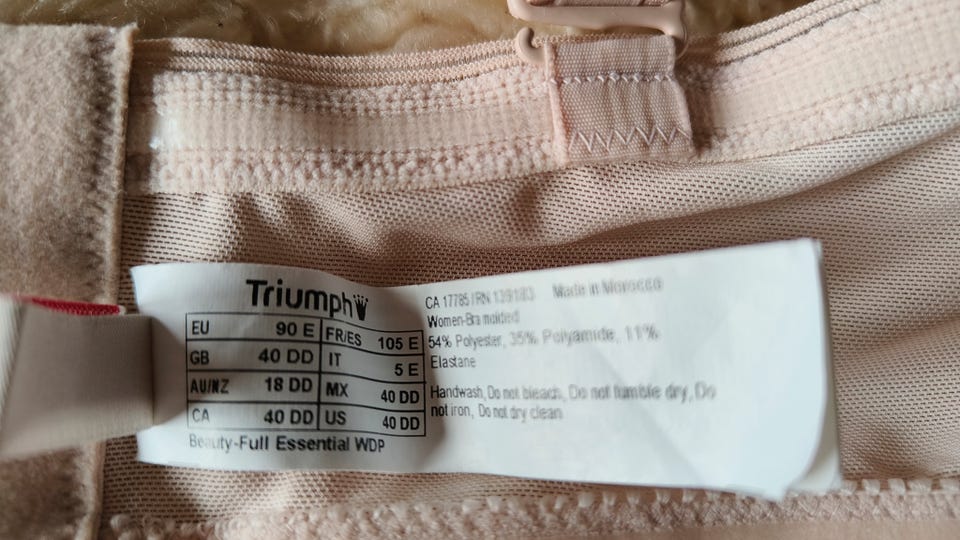 Triumph
EU 90 E FR/ES 105 E
GB 40 DD IT 5 E
AU/NZ 18 DD MX 40 DD
CA 40 DD US 40 DD
Beauty-Full Essential WDP
CA 17785 / RN 139183 Made in Morocco
Women-Bra molded
54% Polyester, 35% Polyamide, 11%
Elastane
Handwash, Do not bleach, Do not tumble dry, Do
not iron, Do not dry clean